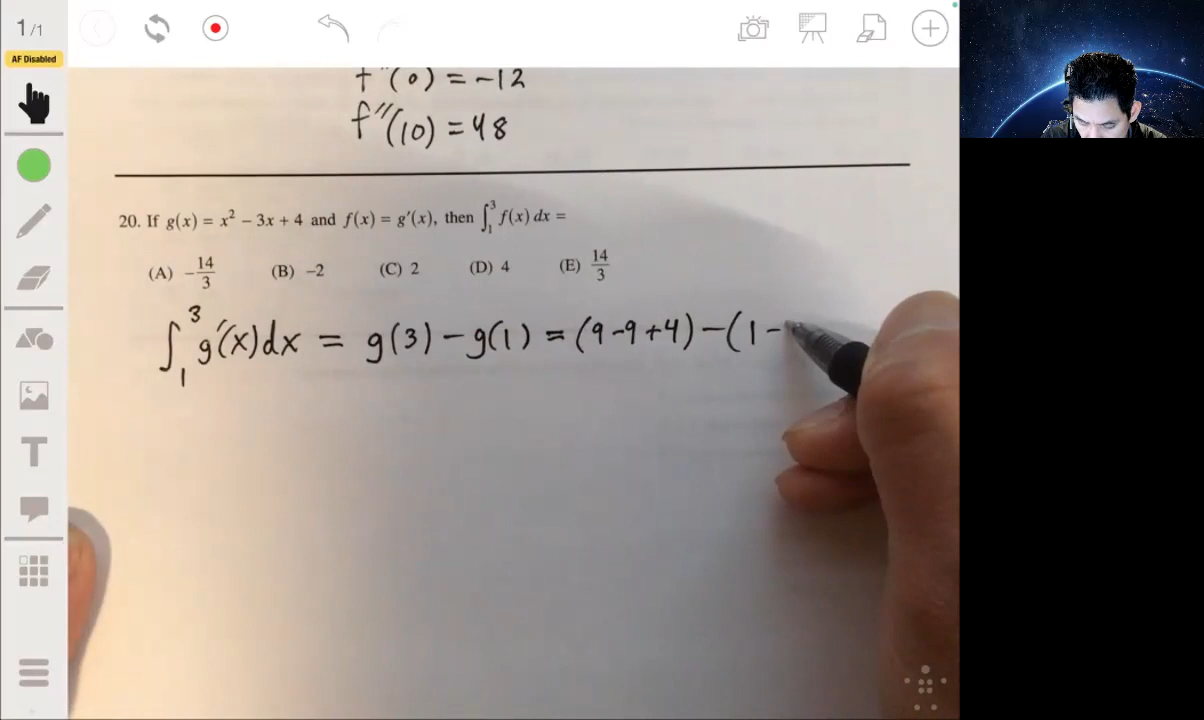 1/1
AF Disabled
f''(0) = -12
f''(10) = 48
20. If g(x) = x² − 3x + 4 and f(x) = g′(x), then ∫₁³ f(x) dx =
(A) −14/3 (B) −2 (C) 2 (D) 4 (E) 14/3
∫₁³ g'(x)dx = g(3) − g(1) = (9 - 9 + 4) − (1 −
T